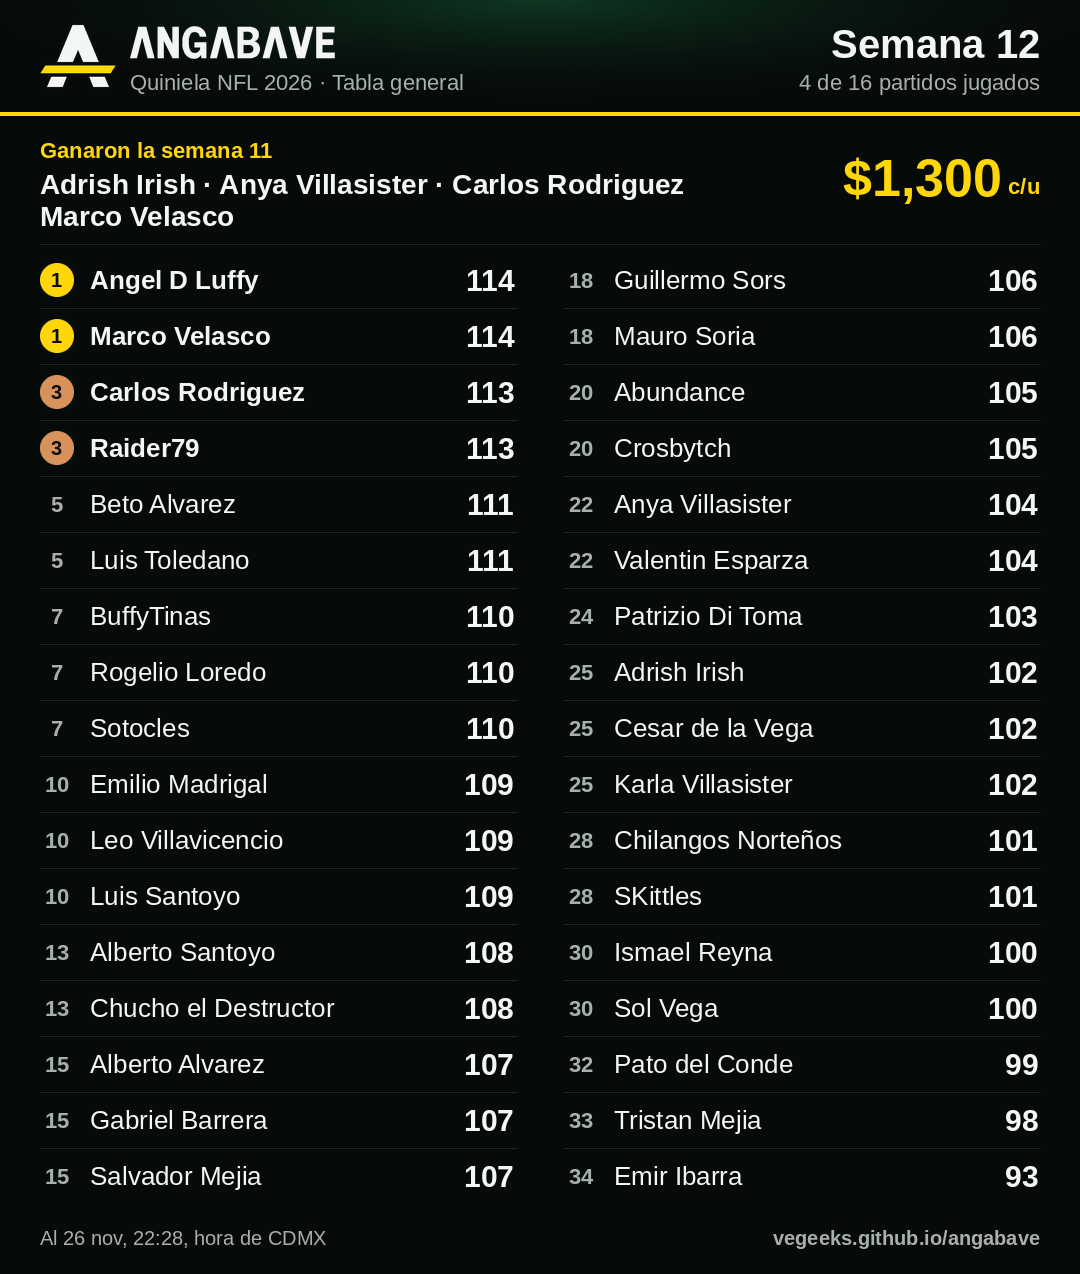 ANGABAVE
Quiniela NFL 2026 · Tabla general
Semana 12
4 de 16 partidos jugados
Ganaron la semana 11
Adrish Irish · Anya Villasister · Carlos Rodriguez
Marco Velasco
$1,300 c/u
1 Angel D Luffy 114
1 Marco Velasco 114
3 Carlos Rodriguez 113
3 Raider79 113
5 Beto Alvarez 111
5 Luis Toledano 111
7 BuffyTinas 110
7 Rogelio Loredo 110
7 Sotocles 110
10 Emilio Madrigal 109
10 Leo Villavicencio 109
10 Luis Santoyo 109
13 Alberto Santoyo 108
13 Chucho el Destructor 108
15 Alberto Alvarez 107
15 Gabriel Barrera 107
15 Salvador Mejia 107
18 Guillermo Sors 106
18 Mauro Soria 106
20 Abundance 105
20 Crosbytch 105
22 Anya Villasister 104
22 Valentin Esparza 104
24 Patrizio Di Toma 103
25 Adrish Irish 102
25 Cesar de la Vega 102
25 Karla Villasister 102
28 Chilangos Norteños 101
28 SKittles 101
30 Ismael Reyna 100
30 Sol Vega 100
32 Pato del Conde 99
33 Tristan Mejia 98
34 Emir Ibarra 93
Al 26 nov, 22:28, hora de CDMX
vegeeks.github.io/angabave